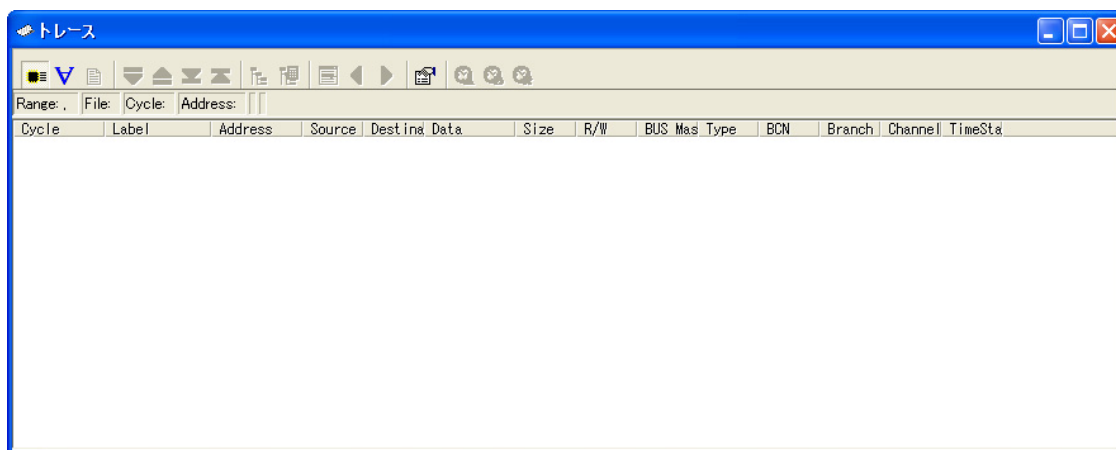 トレース
Range: , File: Cycle: Address:
Cycle Label Address Source Destina Data Size R/W BUS Mas Type BCN Branch Channel TimeSta